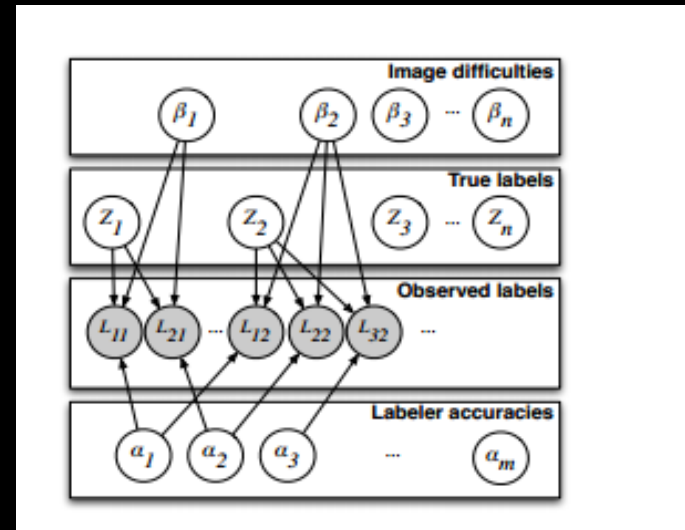 Image difficulties
β1 β2 β3 ... βn
True labels
Z1 Z2 Z3 ... Zn
Observed labels
L11 L21 ... L12 L22 L32 ...
Labeler accuracies
α1 α2 α3 ... αm